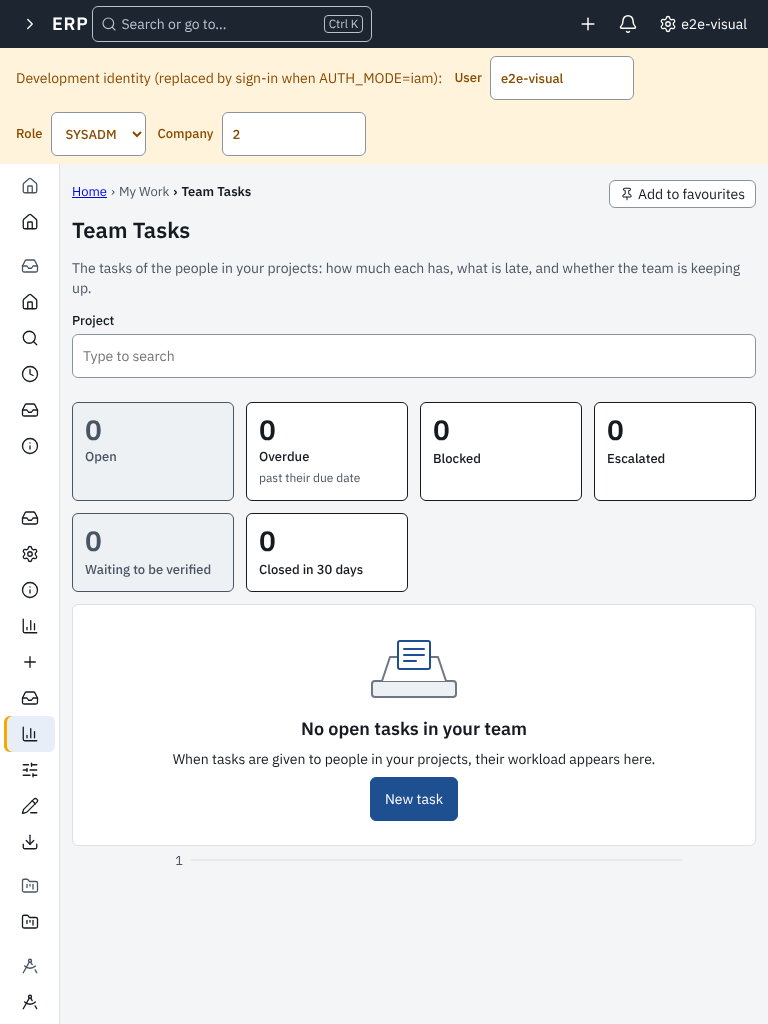 ERP
Search or go to...
Ctrl K
e2e-visual
Development identity (replaced by sign-in when AUTH_MODE=iam):
User
e2e-visual
Role
SYSADM
Company
2
Home › My Work › Team Tasks
Add to favourites
Team Tasks
The tasks of the people in your projects: how much each has, what is late, and whether the team is keeping
up.
Project
Type to search
0
Open
0
Overdue
past their due date
0
Blocked
0
Escalated
0
Waiting to be verified
0
Closed in 30 days
No open tasks in your team
When tasks are given to people in your projects, their workload appears here.
New task
1